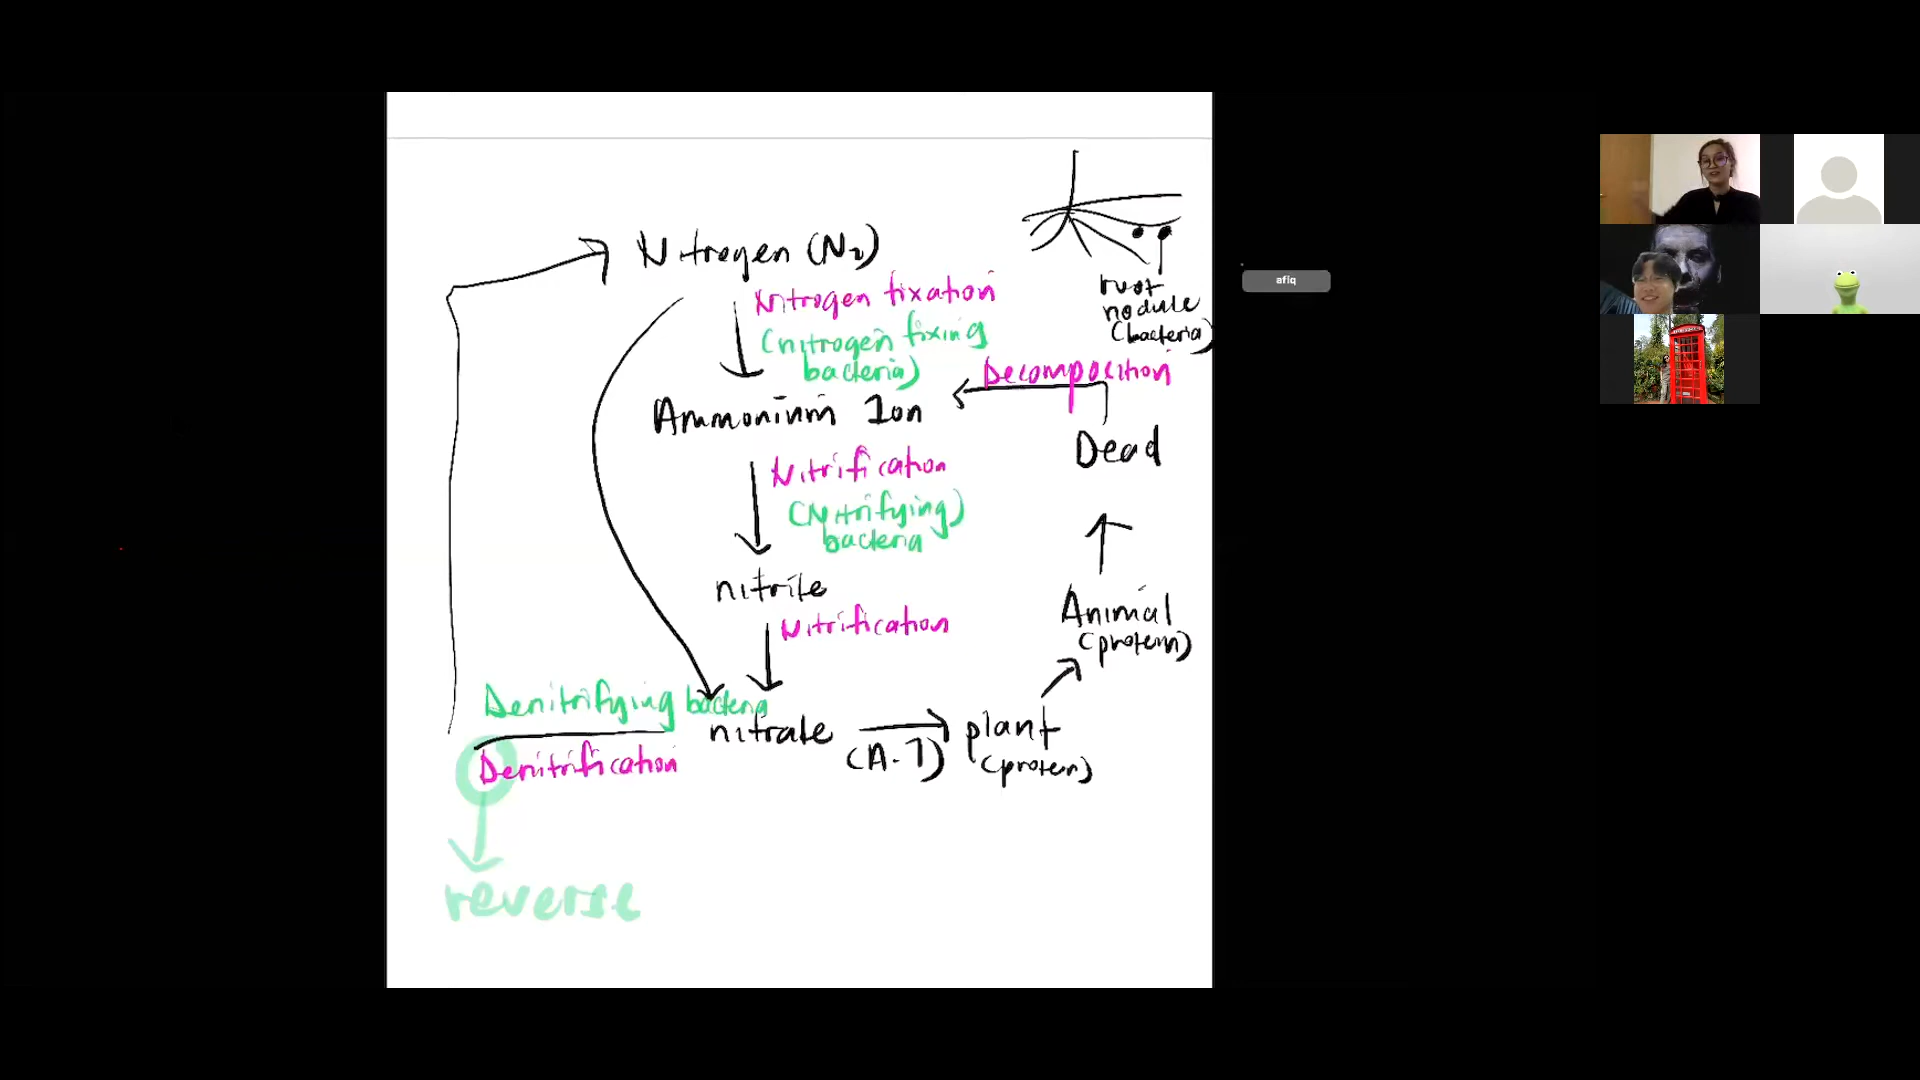 Nitrogen (N₂)
Nitrogen fixation
(nitrogen fixing
bacteria)
root
nodule
(bacteria)
Decomposition
Ammonium Ion
Dead
Nitrification
(Nitrifying)
bacteria
nitrite
Nitrification
Animal
(protein)
Denitrifying bacteria
nitrate
(A.T)
plant
(protein)
Denitrification
reverse
afiq